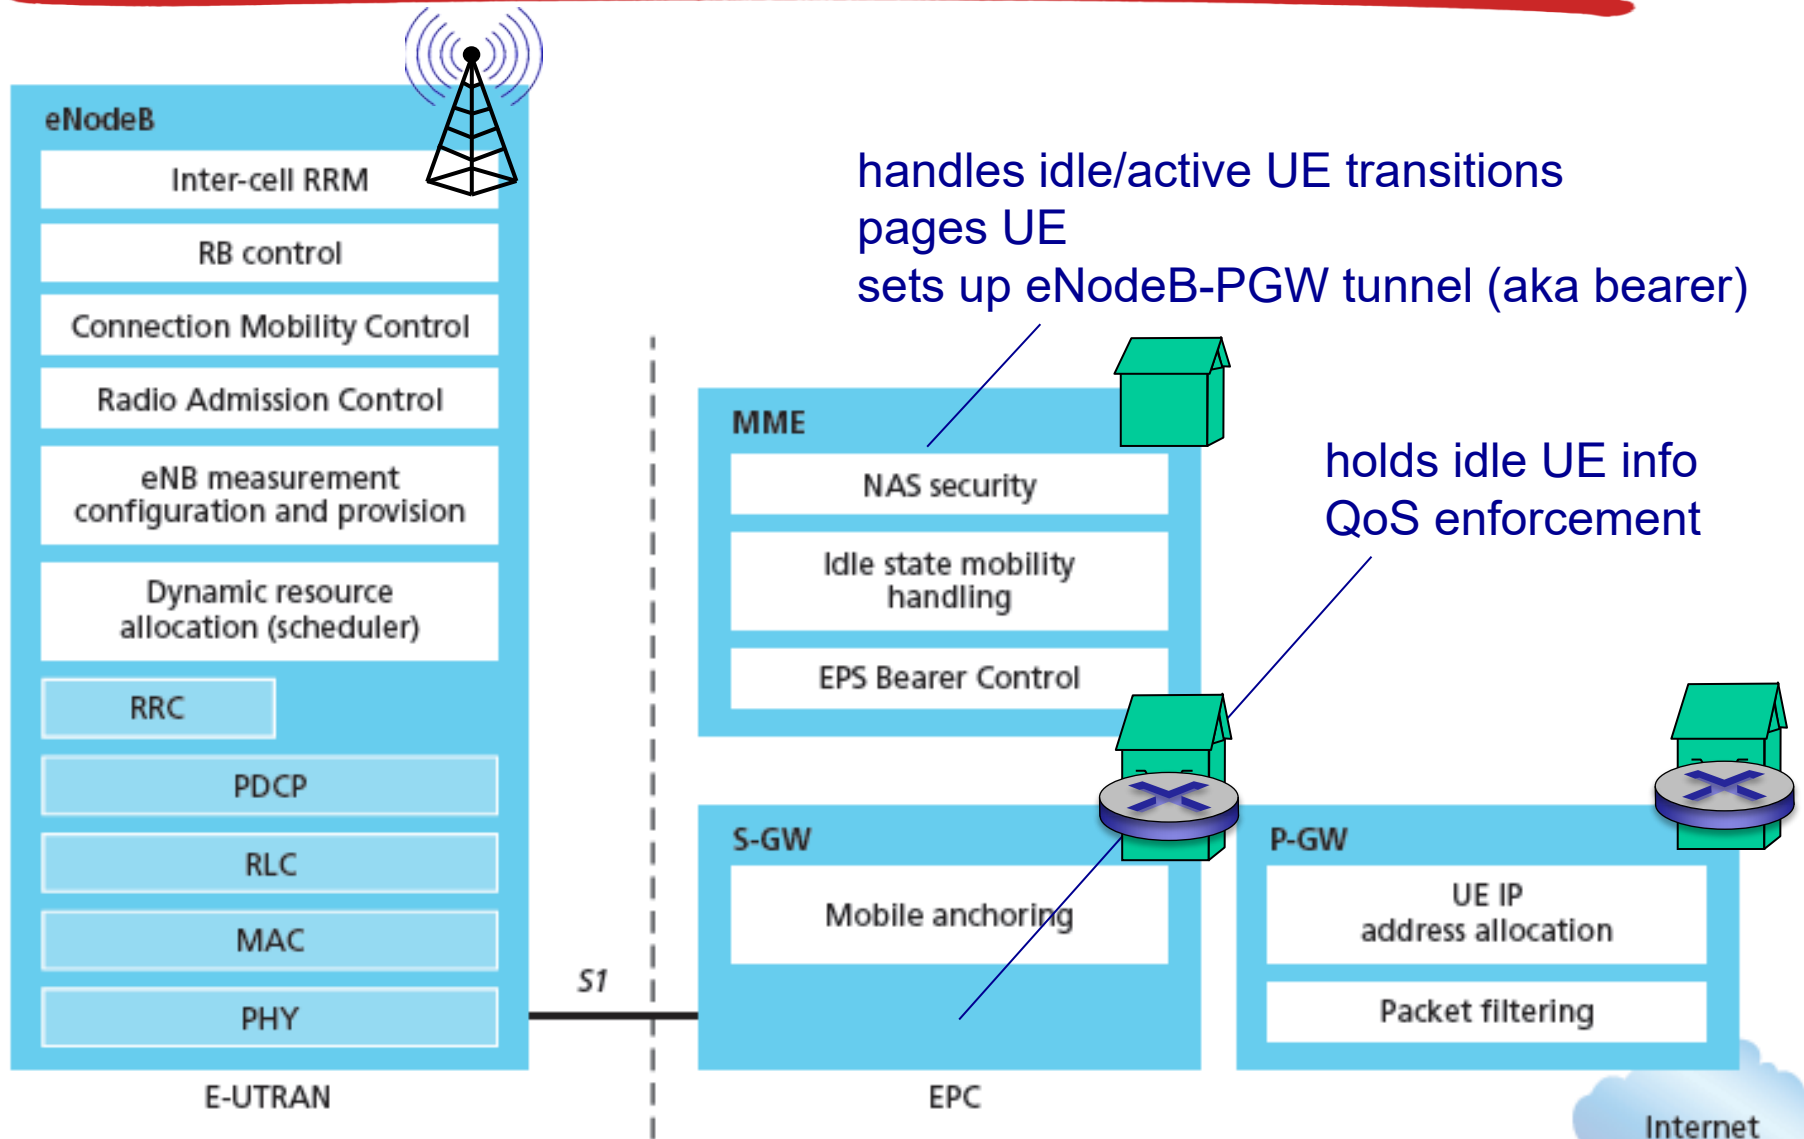 eNodeB
Inter-cell RRM
RB control
Connection Mobility Control
Radio Admission Control
eNB measurement
configuration and provision
Dynamic resource
allocation (scheduler)
RRC
PDCP
RLC
MAC
PHY
E-UTRAN
S1
handles idle/active UE transitions
pages UE
sets up eNodeB-PGW tunnel (aka bearer)
MME
NAS security
Idle state mobility
handling
EPS Bearer Control
holds idle UE info
QoS enforcement
S-GW
Mobile anchoring
EPC
P-GW
UE IP
address allocation
Packet filtering
Internet